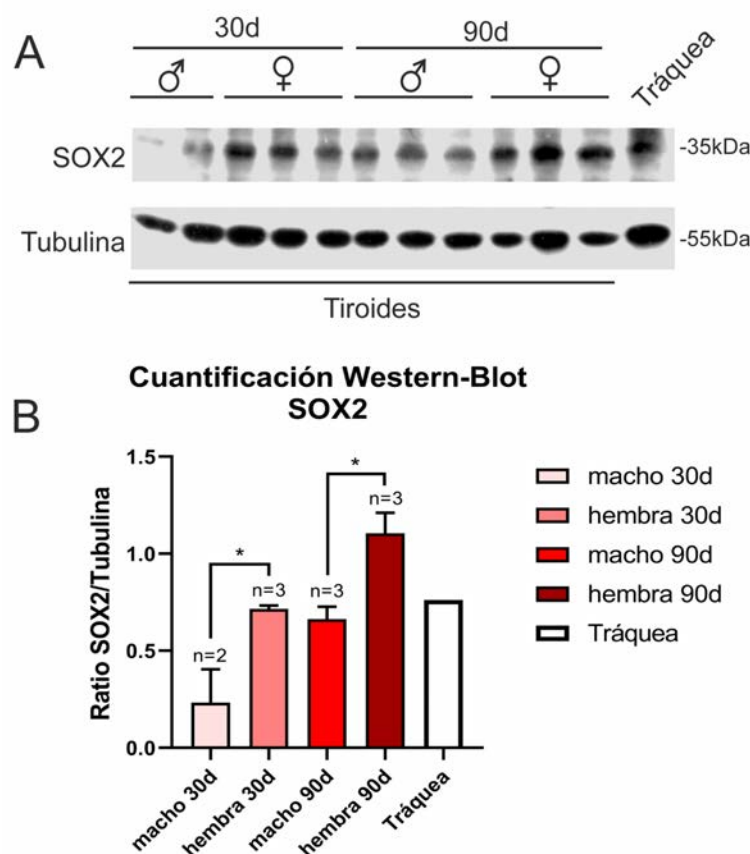 A
30d
90d
♂
♀
♂
♀
Tráquea
SOX2
-35kDa
Tubulina
-55kDa
Tiroides
Cuantificación Western-Blot
SOX2
B
Ratio SOX2/Tubulina
1.5
1.0
0.5
0.0
*
*
n=2
n=3
n=3
n=3
macho 30d
hembra 30d
macho 90d
hembra 90d
Tráquea
macho 30d
hembra 30d
macho 90d
hembra 90d
Tráquea